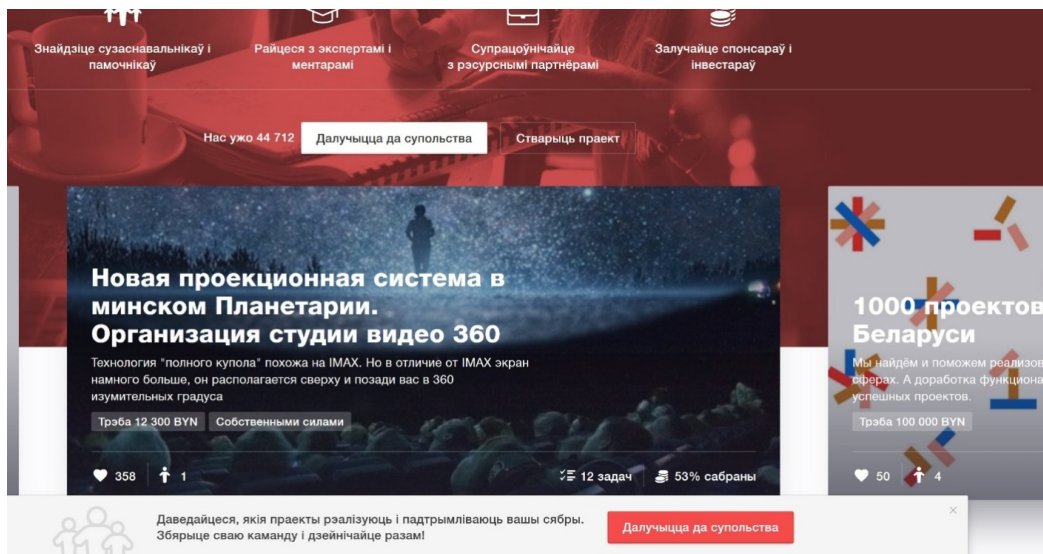 Знайдзіце сузаснавальнікаў і
памочнікаў
Райцеся з экспертамі і
ментарамі
Супрацоўнічайце
з рэсурснымі партнёрамі
Залучайце спонсараў і
інвестараў
Нас ужо 44 712
Далучыцца да супольства
Стварыць праект
Новая проекционная система в
минском Планетарии.
Организация студии видео 360
Технология "полного купола" похожа на IMAX. Но в отличие от IMAX экран
намного больше, он располагается сверху и позади вас в 360
изумительных градуса
Трэба 12 300 BYN
Собственными силами
358
1
12 задач
53% сабраны
1000 проектов
Беларуси
Мы найдём и поможем реализов
сферах. А доработка функциона
успешных проектов.
Трэба 100 000 BYN
50
4
Даведайцеся, якія праекты рэалізуюць і падтрымліваюць вашы сябры.
Збярыце сваю каманду і дзейнічайце разам!
Далучыцца да супольства